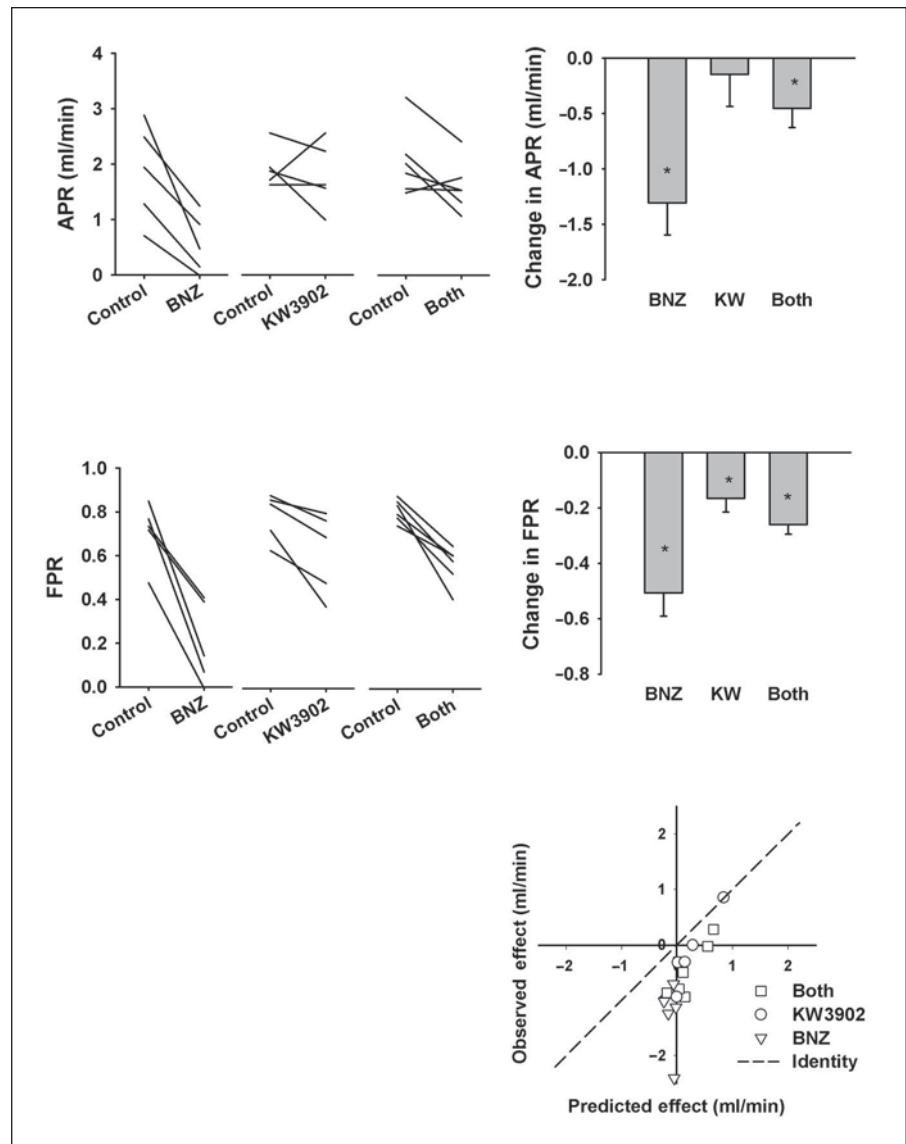 APR (ml/min)
4
3
2
1
0
Control
BNZ
Control
KW3902
Control
Both
Change in APR (ml/min)
0.0
−0.5
−1.0
−1.5
−2.0
*
*
BNZ
KW
Both
FPR
1.0
0.8
0.6
0.4
0.2
0.0
Control
BNZ
Control
KW3902
Control
Both
Change in FPR
0.0
−0.2
−0.4
−0.6
−0.8
*
*
*
BNZ
KW
Both
Observed effect (ml/min)
2
1
0
−2
−2
−1
0
1
2
Both
KW3902
BNZ
Identity
Predicted effect (ml/min)